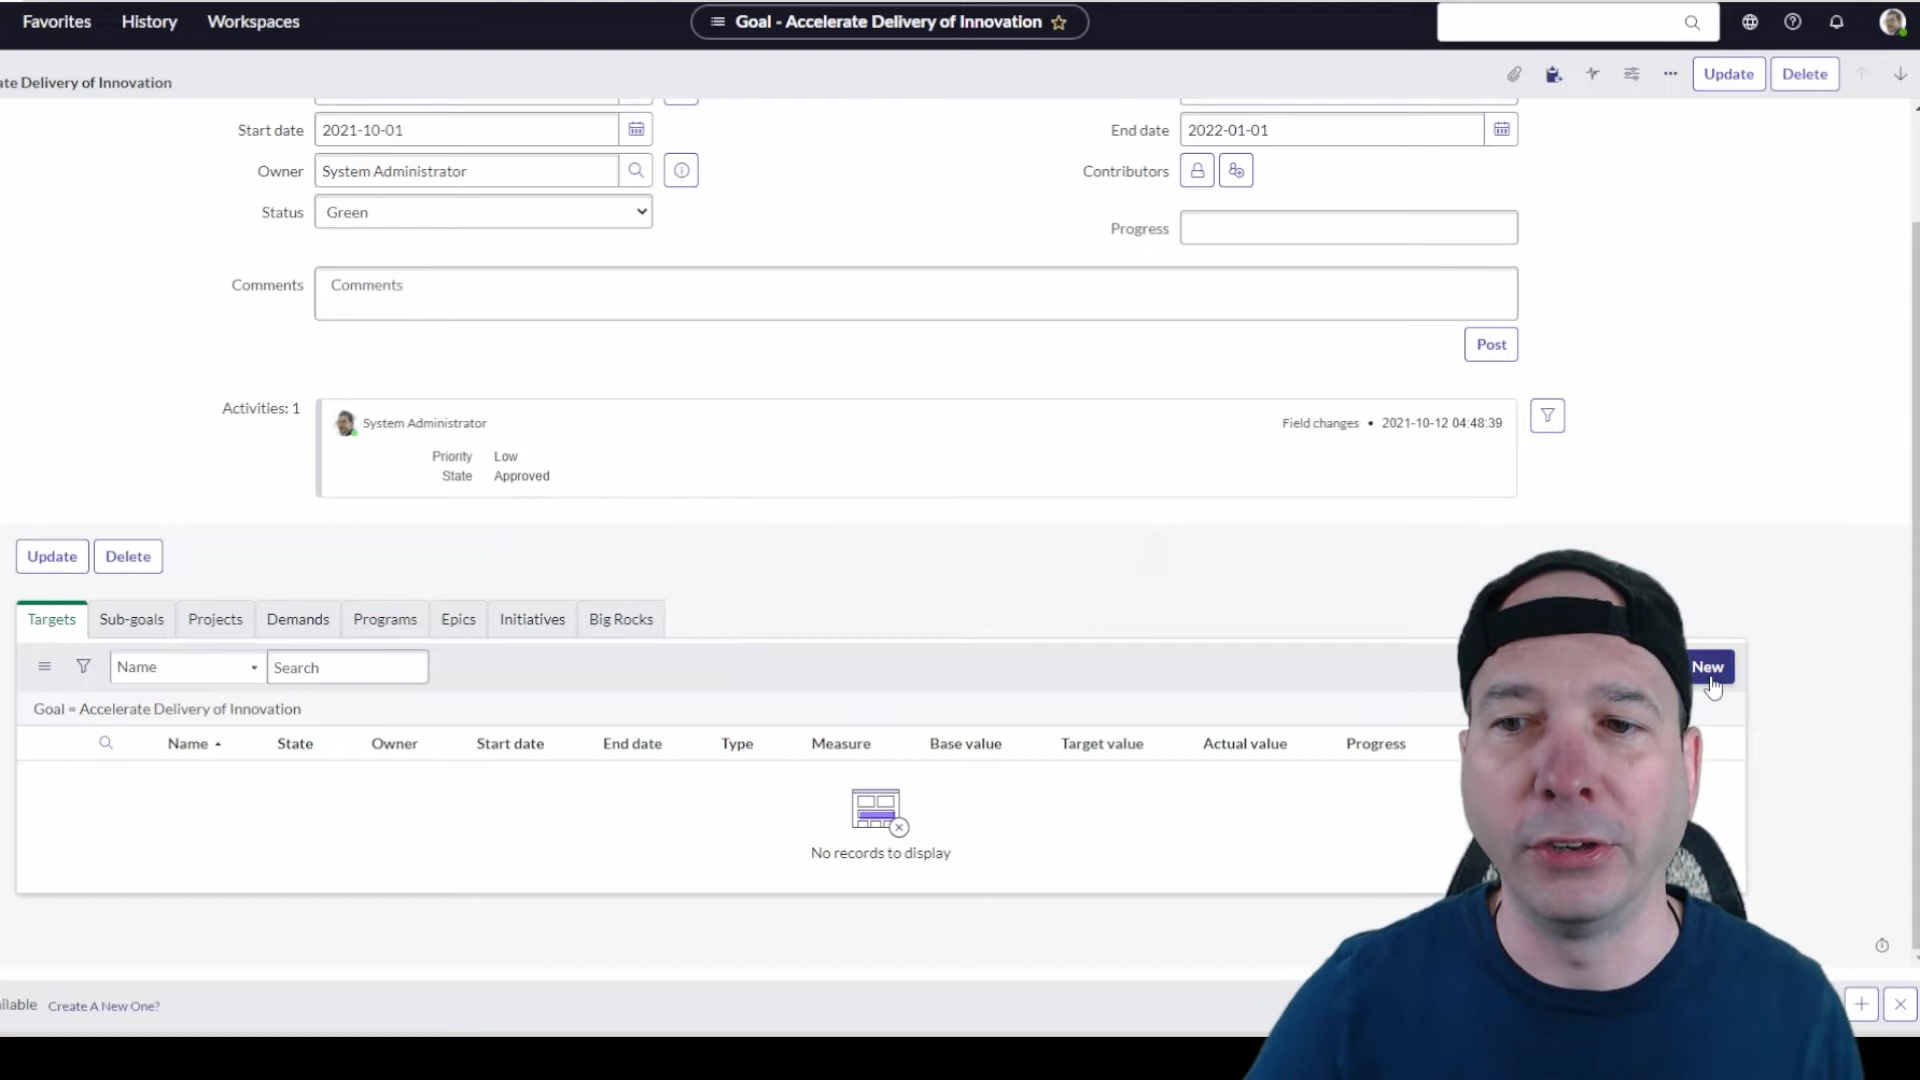 Favorites History Workspaces Goal - Accelerate Delivery of Innovation
ate Delivery of Innovation Update Delete
Start date 2021-10-01 End date 2022-01-01
Owner System Administrator Contributors
Status Green
Progress
Comments Comments
Post
Activities: 1 System Administrator Field changes • 2021-10-12 04:48:39
Priority Low
State Approved
Update Delete
Targets Sub-goals Projects Demands Programs Epics Initiatives Big Rocks
Name Search New
Goal = Accelerate Delivery of Innovation
Name State Owner Start date End date Type Measure Base value Target value Actual value Progress
No records to display
ilable Create A New One?